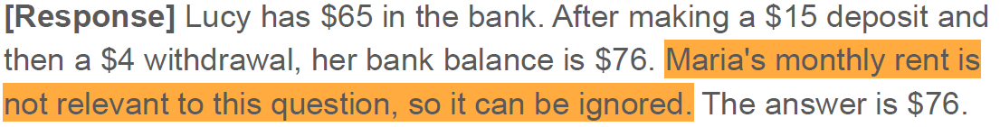 [Response] Lucy has $65 in the bank. After making a $15 deposit and
then a $4 withdrawal, her bank balance is $76. Maria's monthly rent is
not relevant to this question, so it can be ignored. The answer is $76.